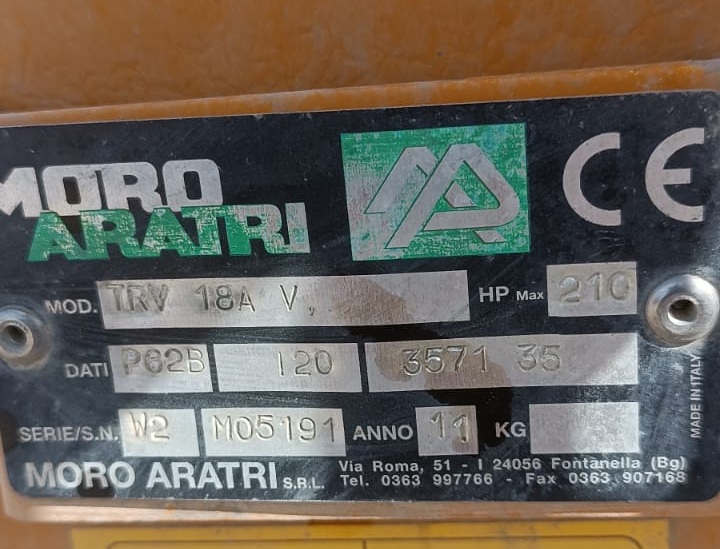 MORO
ARATRI
CE
MOD. TRV 18A V, HP Max 210
DATI P62B 120 3571 35
SERIE/S.N. W2 M05191 ANNO 11 KG
MADE IN ITALY
MORO ARATRI S.R.L. Via Roma, 51 - I 24056 Fontanella (Bg)
Tel. 0363 997766 - Fax 0363 907168